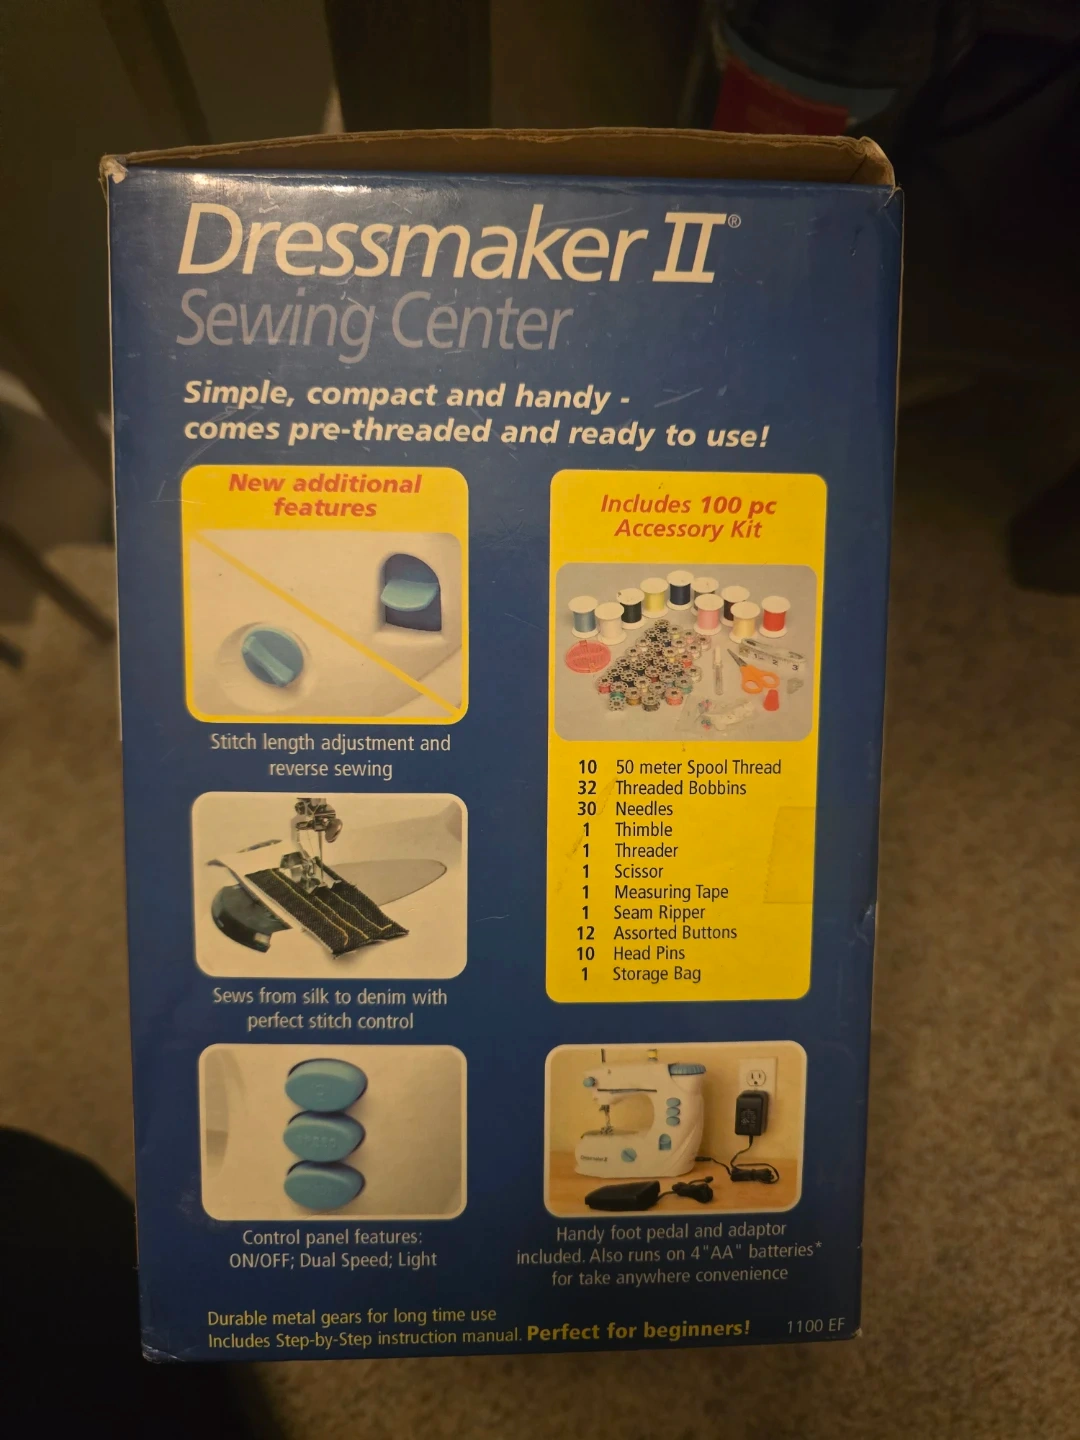 Dressmaker II®
Sewing Center
Simple, compact and handy -
comes pre-threaded and ready to use!
New additional
features
Stitch length adjustment and
reverse sewing
Sews from silk to denim with
perfect stitch control
Control panel features:
ON/OFF; Dual Speed; Light
Includes 100 pc
Accessory Kit
10 50 meter Spool Thread
32 Threaded Bobbins
30 Needles
1 Thimble
1 Threader
1 Scissor
1 Measuring Tape
1 Seam Ripper
12 Assorted Buttons
10 Head Pins
1 Storage Bag
Handy foot pedal and adaptor
included. Also runs on 4"AA" batteries*
for take anywhere convenience
Durable metal gears for long time use
Includes Step-by-Step instruction manual. Perfect for beginners!
1100 EF